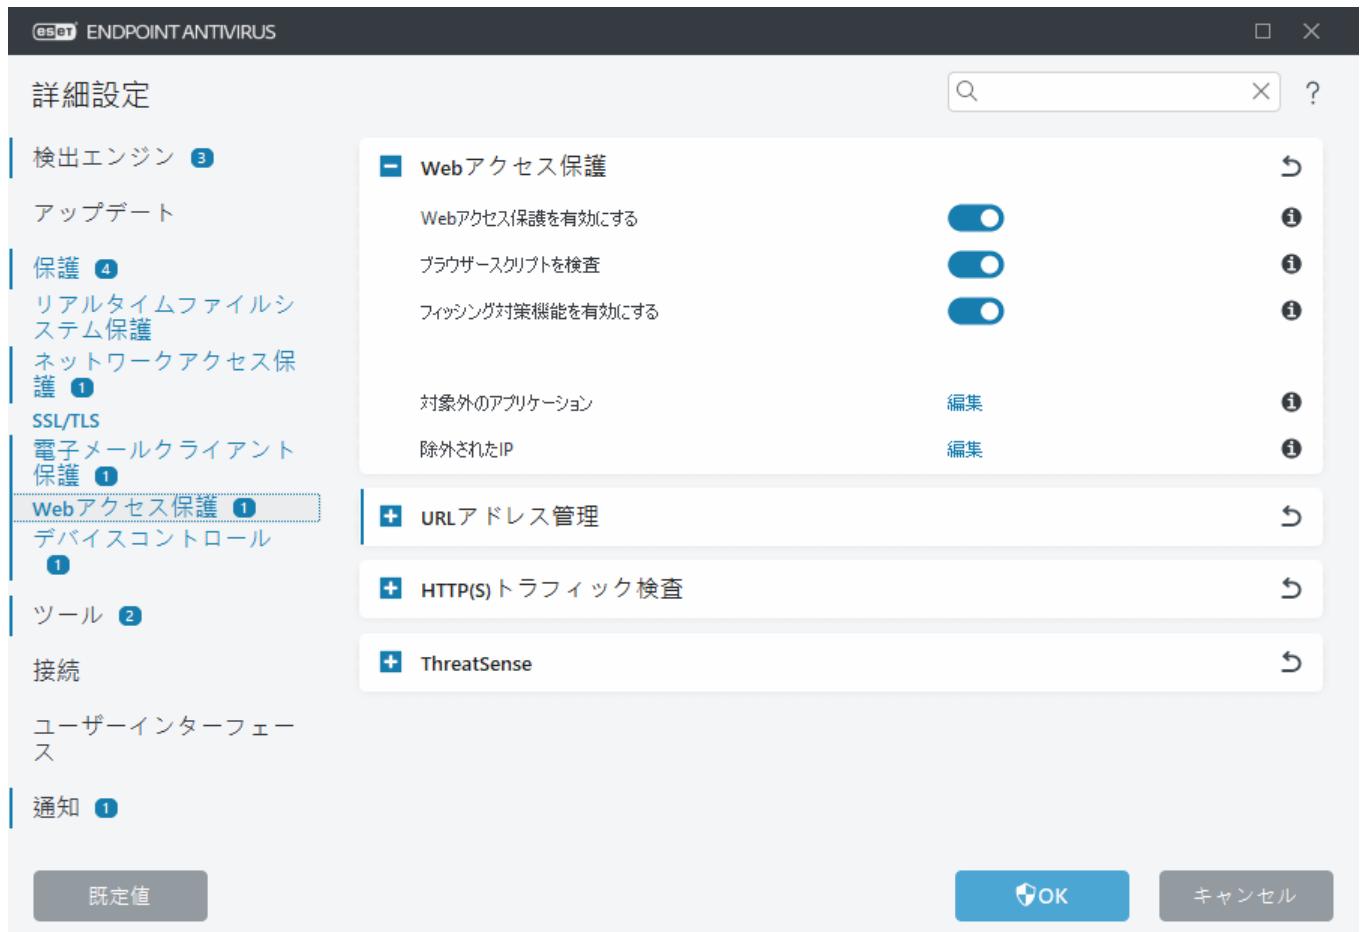 eset ENDPOINT ANTIVIRUS
詳細設定
?
検出エンジン 3
アップデート
保護 4
リアルタイムファイルシ
ステム保護
ネットワークアクセス保
護 1
SSL/TLS
電子メールクライアント
保護 1
Webアクセス保護 1
デバイスコントロール
1
ツール 2
接続
ユーザーインターフェー
ス
通知 1
Webアクセス保護
Webアクセス保護を有効にする
ブラウザースクリプトを検査
フィッシング対策機能を有効にする
対象外のアプリケーション 編集
除外されたIP 編集
URLアドレス管理
HTTP(S)トラフィック検査
ThreatSense
既定値
OK
キャンセル